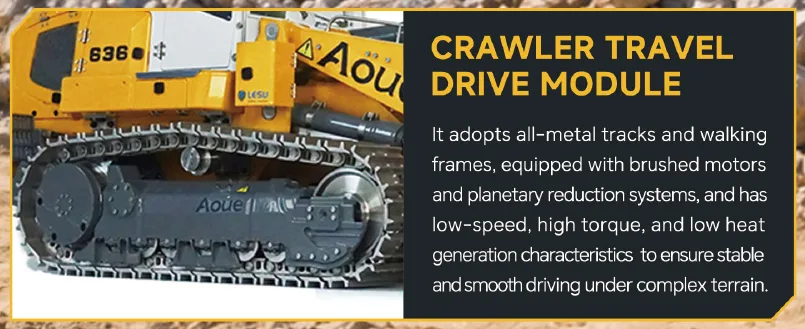 636
Aoüe
LESU
Aoüe
CRAWLER TRAVEL
DRIVE MODULE
It adopts all-metal tracks and walking
frames, equipped with brushed motors
and planetary reduction systems, and has
low-speed, high torque, and low heat
generation characteristics to ensure stable
and smooth driving under complex terrain.